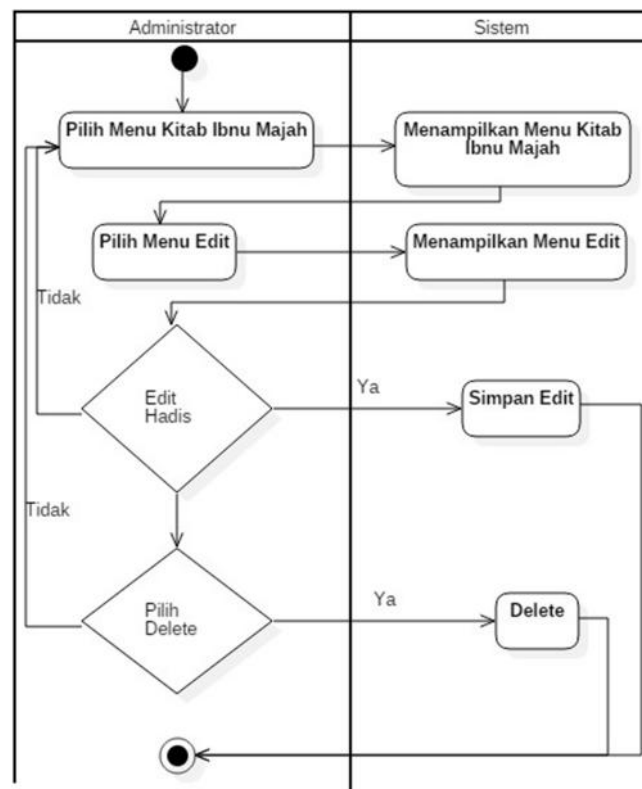 Administrator
Sistem
Pilih Menu Kitab Ibnu Majah
Menampilkan Menu Kitab
Ibnu Majah
Pilih Menu Edit
Menampilkan Menu Edit
Tidak
Edit
Hadis
Ya
Simpan Edit
Tidak
Pilih
Delete
Ya
Delete